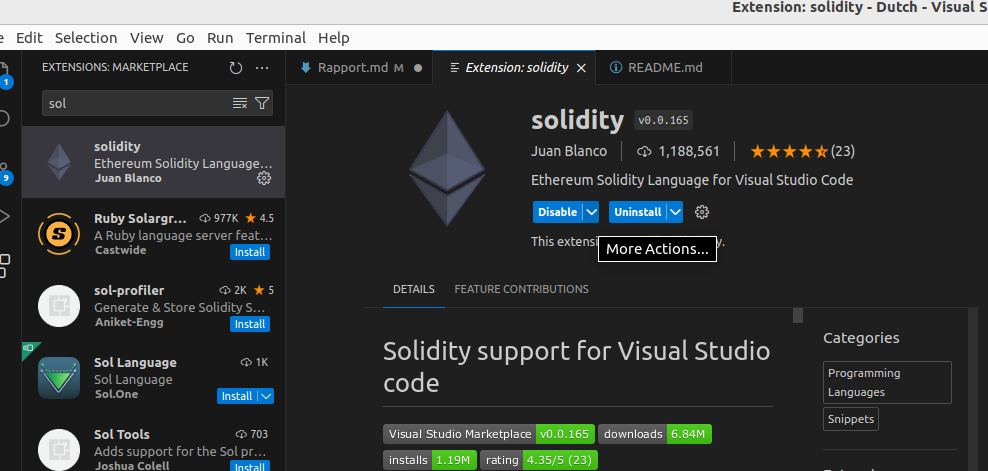 Extension: solidity - Dutch - Visual S
Edit Selection View Go Run Terminal Help
EXTENSIONS: MARKETPLACE
Rapport.md M
Extension: solidity
README.md
1
9
sol
solidity
Ethereum Solidity Language...
Juan Blanco
Ruby Solargr... 977K 4.5
A Ruby language server feat...
Castwide
Install
sol-profiler 2K 5
Generate & Store Solidity S...
Aniket-Engg
Install
Sol Language 1K
Sol Language
Sol.One
Install
Sol Tools 703
Adds support for the Sol pr...
Joshua Colell
Install
solidity v0.0.165
Juan Blanco 1,188,561 (23)
Ethereum Solidity Language for Visual Studio Code
Disable Uninstall
This extensi
y.
More Actions...
DETAILS FEATURE CONTRIBUTIONS
Solidity support for Visual Studio
code
Visual Studio Marketplace v0.0.165 downloads 6.84M
installs 1.19M rating 4.35/5 (23)
Categories
Programming
Languages
Snippets